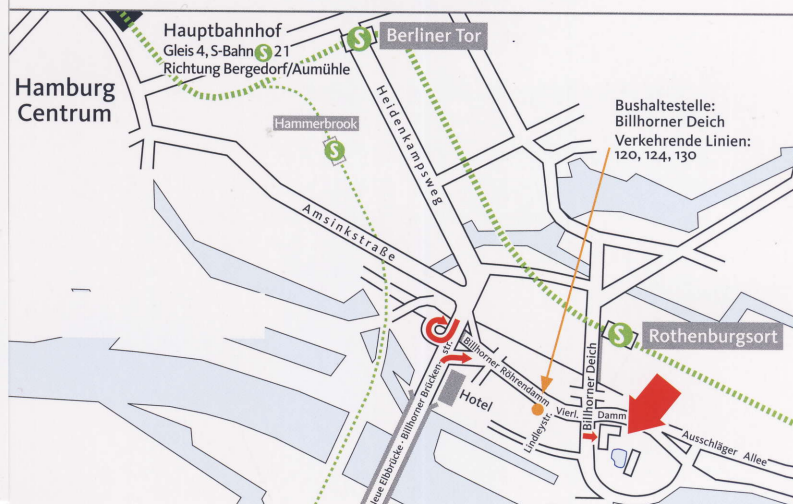 Hauptbahnhof
Gleis 4, S-Bahn S 21
Richtung Bergedorf/Aumühle
S Berliner Tor
Hamburg
Centrum
Hammerbrook
S
Heidenkampsweg
Bushaltestelle:
Billhorner Deich
Verkehrende Linien:
120, 124, 130
Amsinkstraße
S Rothenburgsort
Billhorner Röhrendamm
Billhorner Deich
Hotel
Lindleystr.
Vierl. Damm
Ausschläger Allee
Neue Elbbrücke - Billhorner Brückenstr.